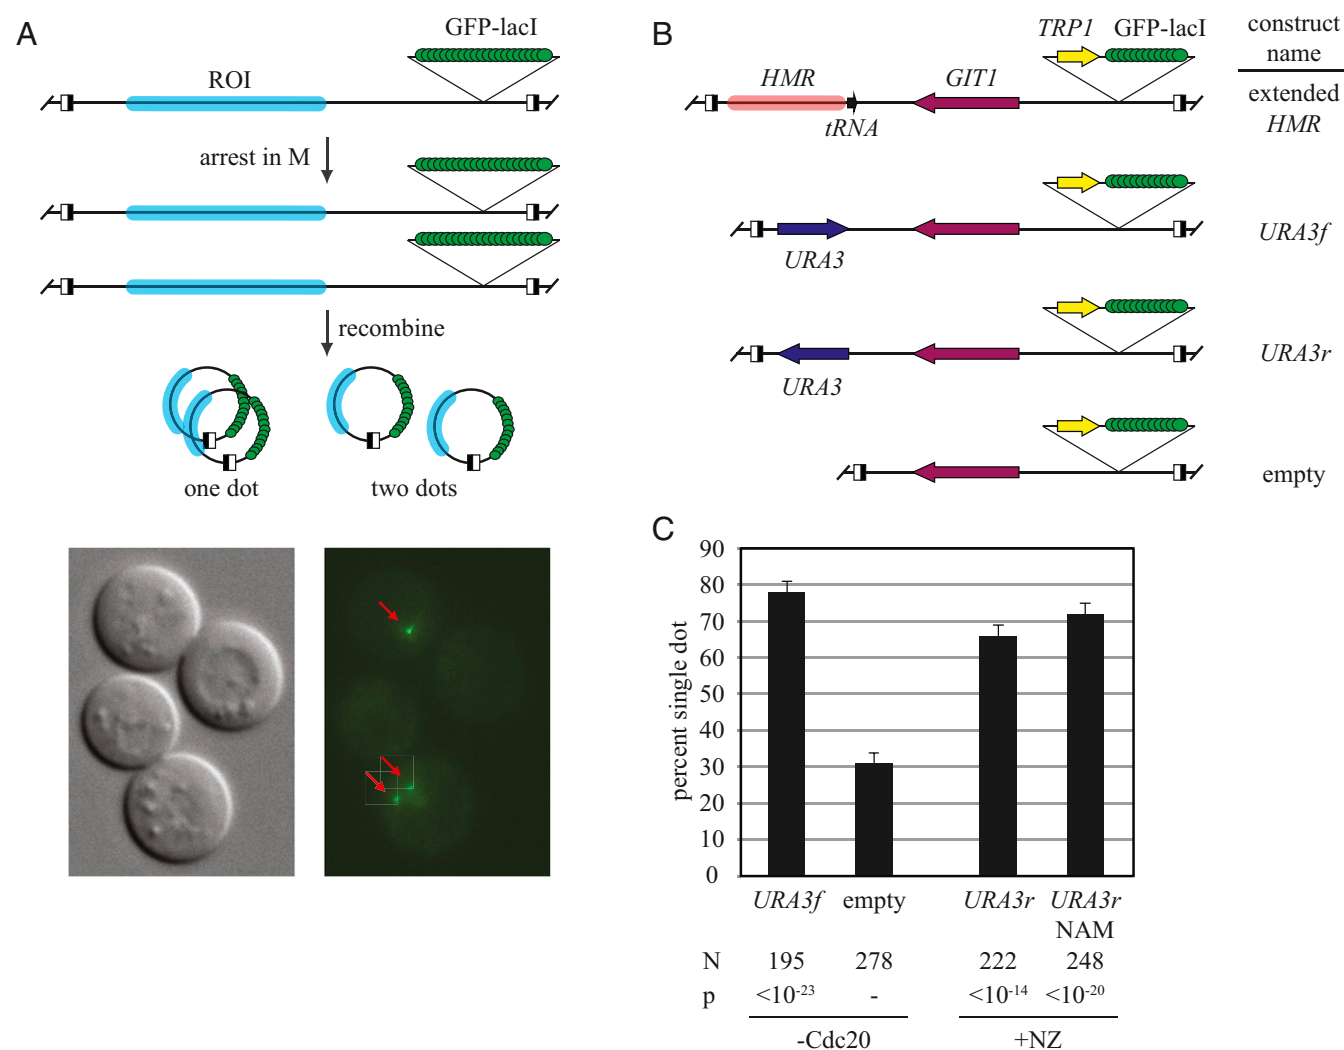 A
GFP-lacI
ROI
arrest in M
recombine
one dot
two dots
B
TRP1
GFP-lacI
construct
name
HMR
GIT1
tRNA
extended
HMR
URA3
URA3f
URA3
URA3r
empty
C
percent single dot
90
80
70
60
50
40
30
20
10
0
URA3f empty URA3r URA3r
NAM
N 195 278 222 248
p <10⁻²³ - <10⁻¹⁴ <10⁻²⁰
-Cdc20 +NZ